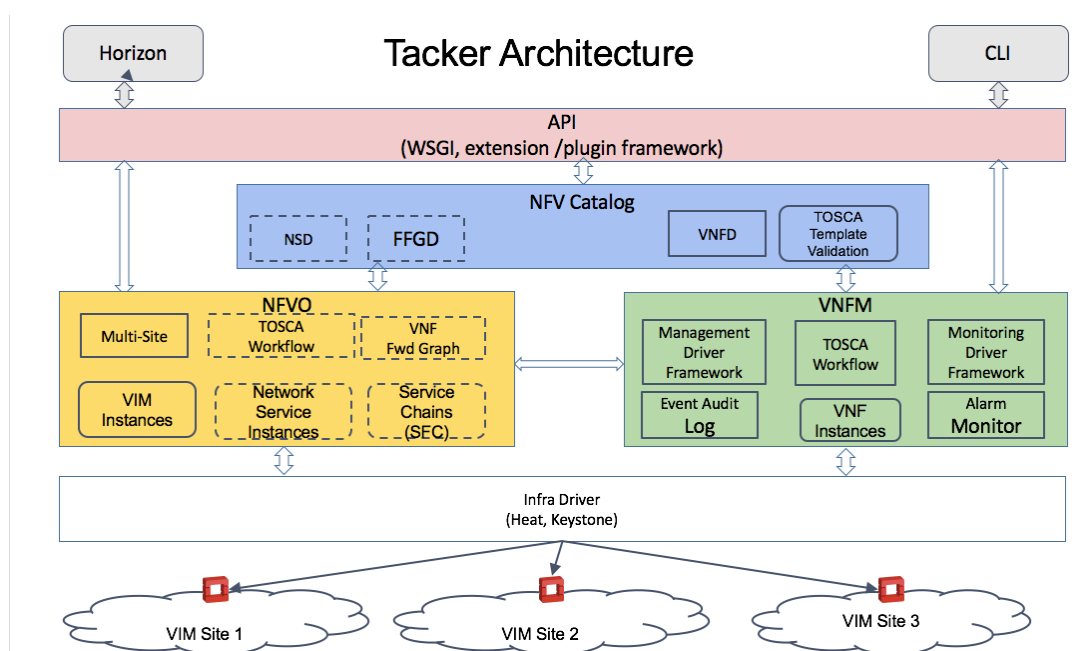 Horizon
Tacker Architecture
CLI
API
(WSGI, extension /plugin framework)
NFV Catalog
NSD
FFGD
VNFD
TOSCA
Template
Validation
NFVO
Multi-Site
TOSCA
Workflow
VNF
Fwd Graph
VIM
Instances
Network
Service
Instances
Service
Chains
(SFC)
VNFM
Management
Driver
Framework
TOSCA
Workflow
Monitoring
Driver
Framework
Event Audit
Log
VNF
Instances
Alarm
Monitor
Infra Driver
(Heat, Keystone)
VIM Site 1
VIM Site 2
VIM Site 3